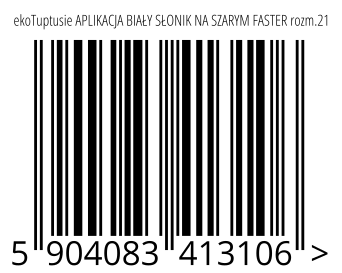 ekoTuptusie APLIKACJA BIAŁY SŁONIK NA SZARYM FASTER rozm.21
5 904083 413106 >